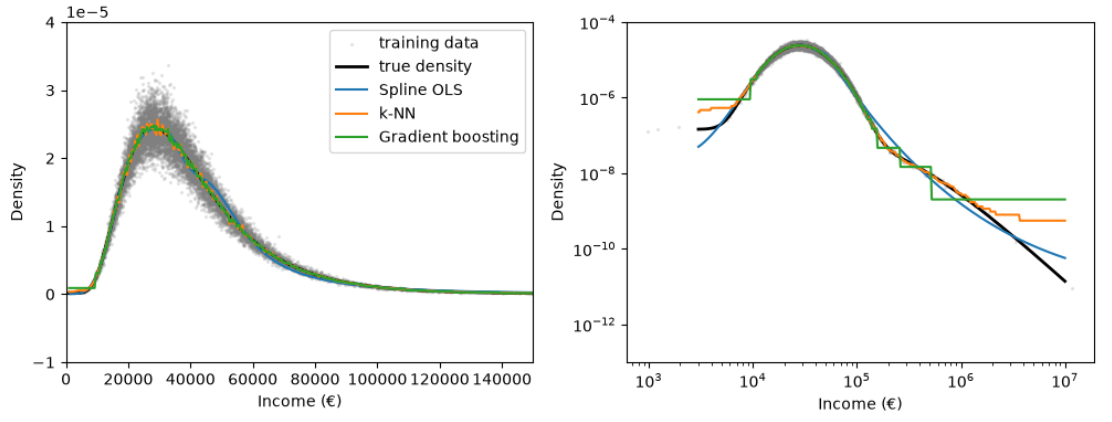 1e−5
4
3
2
1
0
−1
Density
0
20000
40000
60000
80000
100000
120000
140000
Income (€)
training data
true density
Spline OLS
k-NN
Gradient boosting
10⁻⁴
10⁻⁶
10⁻⁸
10⁻¹⁰
10⁻¹²
Density
10³
10⁴
10⁵
10⁶
10⁷
Income (€)